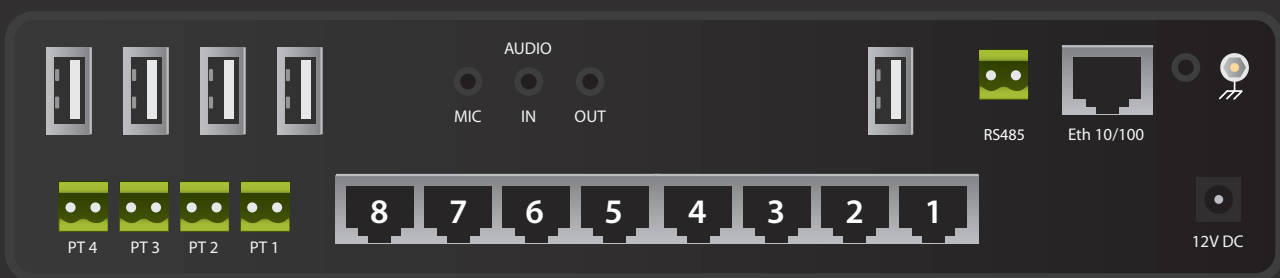 AUDIO
MIC IN OUT
RS485 Eth 10/100
8 7 6 5 4 3 2 1
PT 4 PT 3 PT 2 PT 1
12V DC